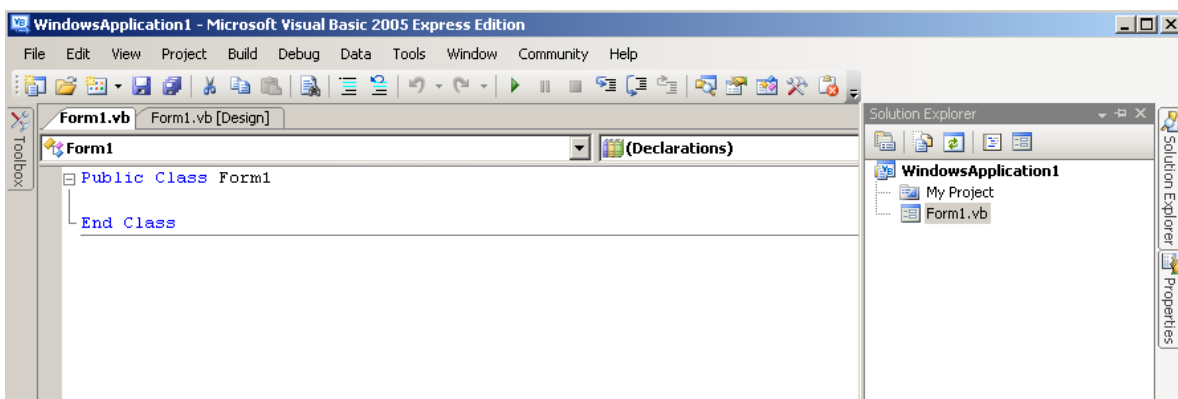 WindowsApplication1 - Microsoft Visual Basic 2005 Express Edition
File Edit View Project Build Debug Data Tools Window Community Help
Toolbox
Form1.vb Form1.vb [Design]
Form1 (Declarations)
Public Class Form1
End Class
Solution Explorer
WindowsApplication1
My Project
Form1.vb
Solution Explorer
Properties